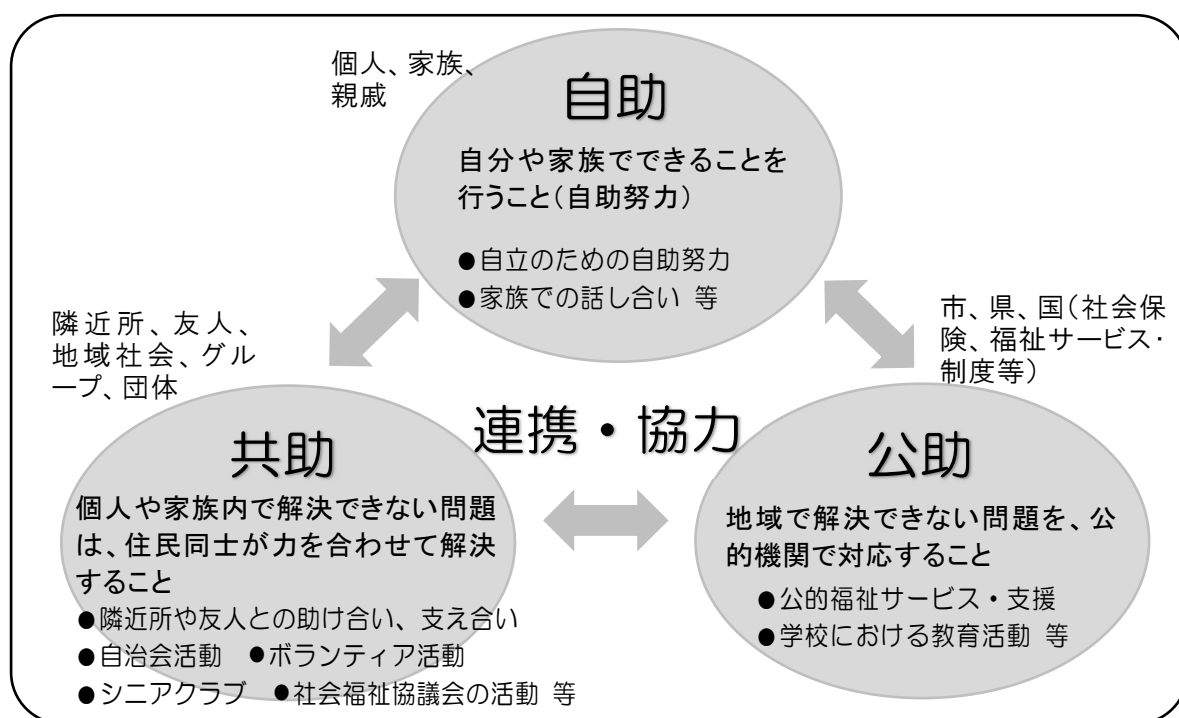 個人、家族、
親戚
自助
自分や家族でできることを
行うこと(自助努力)
●自立のための自助努力
●家族での話し合い 等
隣近所、友人、
地域社会、グル
ープ、団体
市、県、国(社会保
険、福祉サービス・
制度等)
連携・協力
共助
個人や家族内で解決できない問題
は、住民同士が力を合わせて解決
すること
●隣近所や友人との助け合い、支え合い
●自治会活動 ●ボランティア活動
●シニアクラブ ●社会福祉協議会の活動 等
公助
地域で解決できない問題を、公
的機関で対応すること
●公的福祉サービス・支援
●学校における教育活動 等